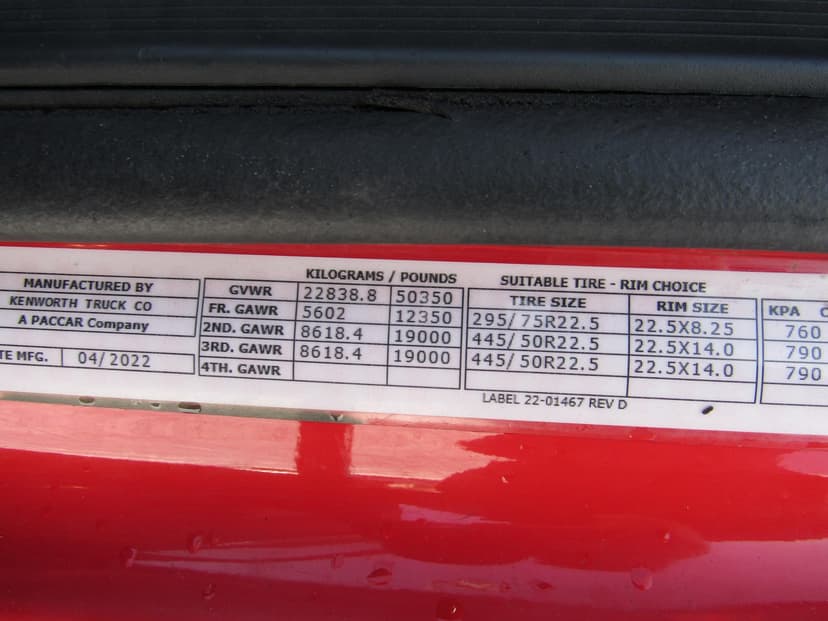 MANUFACTURED BY
KENWORTH TRUCK CO
A PACCAR Company
TE MFG. 04/2022
KILOGRAMS / POUNDS
GVWR 22838.8 50350
FR. GAWR 5602 12350
2ND. GAWR 8618.4 19000
3RD. GAWR 8618.4 19000
4TH. GAWR
SUITABLE TIRE - RIM CHOICE
TIRE SIZE RIM SIZE
295/75R22.5 22.5X8.25
445/50R22.5 22.5X14.0
445/50R22.5 22.5X14.0
KPA
760
790
790
LABEL 22-01467 REV D